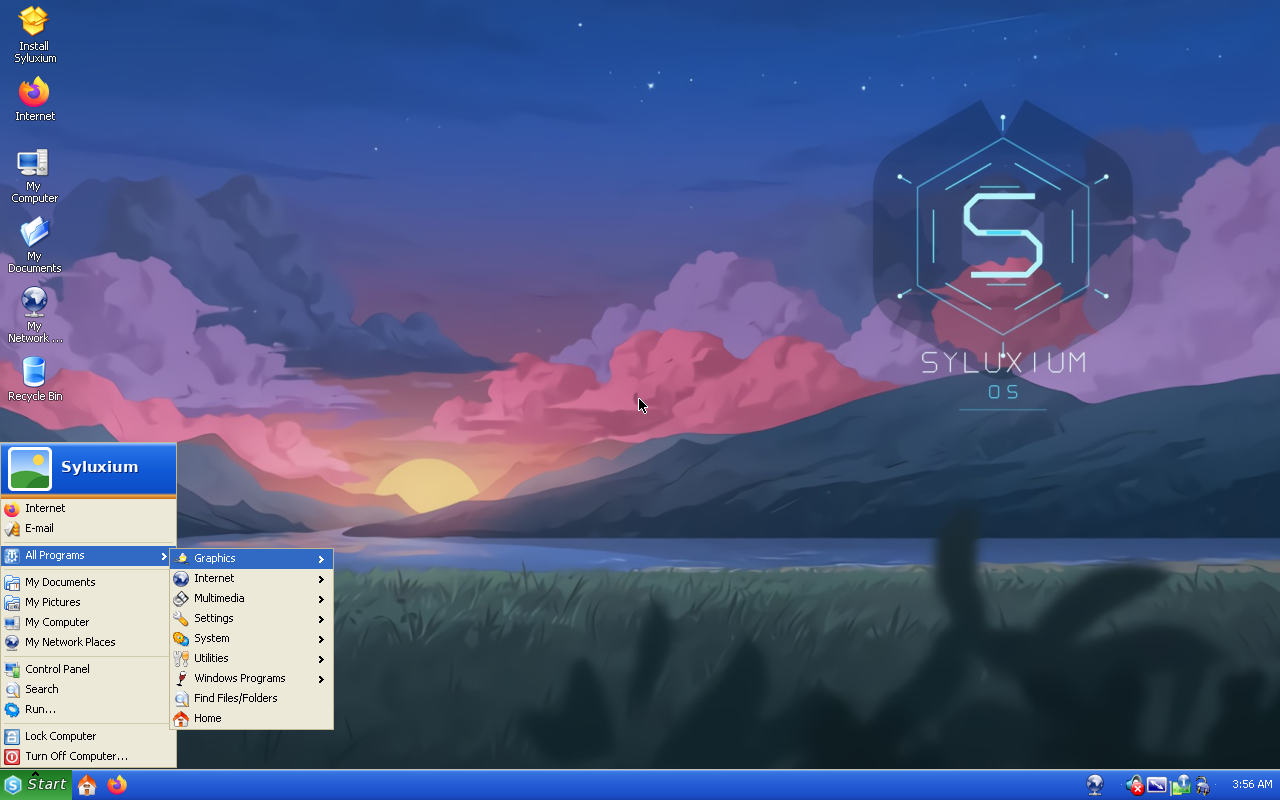 Install
Syluxium
Internet
My
Computer
My
Documents
My
Network ...
Recycle Bin
SYLUXIUM
OS
Syluxium
Internet
E-mail
All Programs
My Documents
My Pictures
My Computer
My Network Places
Control Panel
Search
Run...
Lock Computer
Turn Off Computer...
Graphics
Internet
Multimedia
Settings
System
Utilities
Windows Programs
Find Files/Folders
Home
Start
3:56 AM